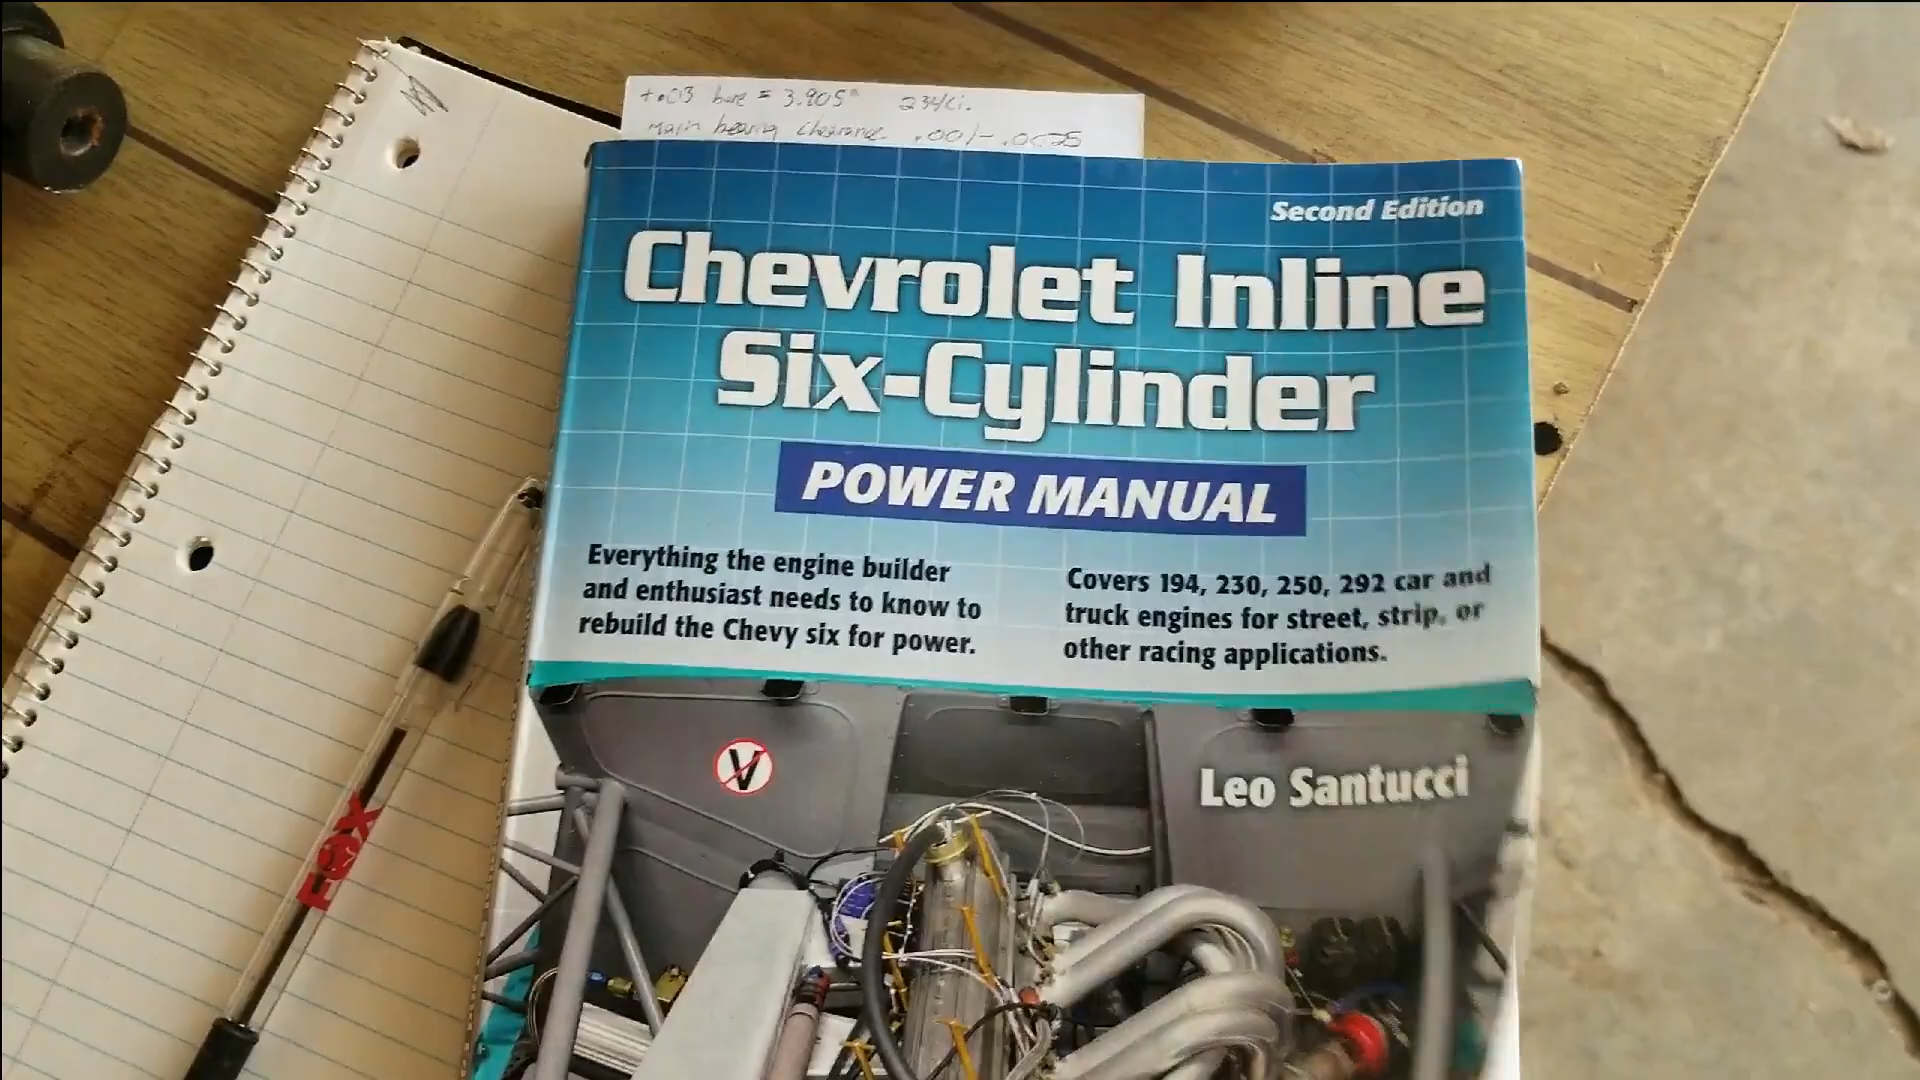 +.03 bore = 3.905" 234ci.
Main bearing clearance .001-.0025
Second Edition
Chevrolet Inline
Six-Cylinder
POWER MANUAL
Everything the engine builder
and enthusiast needs to know to
rebuild the Chevy six for power.
Covers 194, 230, 250, 292 car and
truck engines for street, strip, or
other racing applications.
V
Leo Santucci
FOX